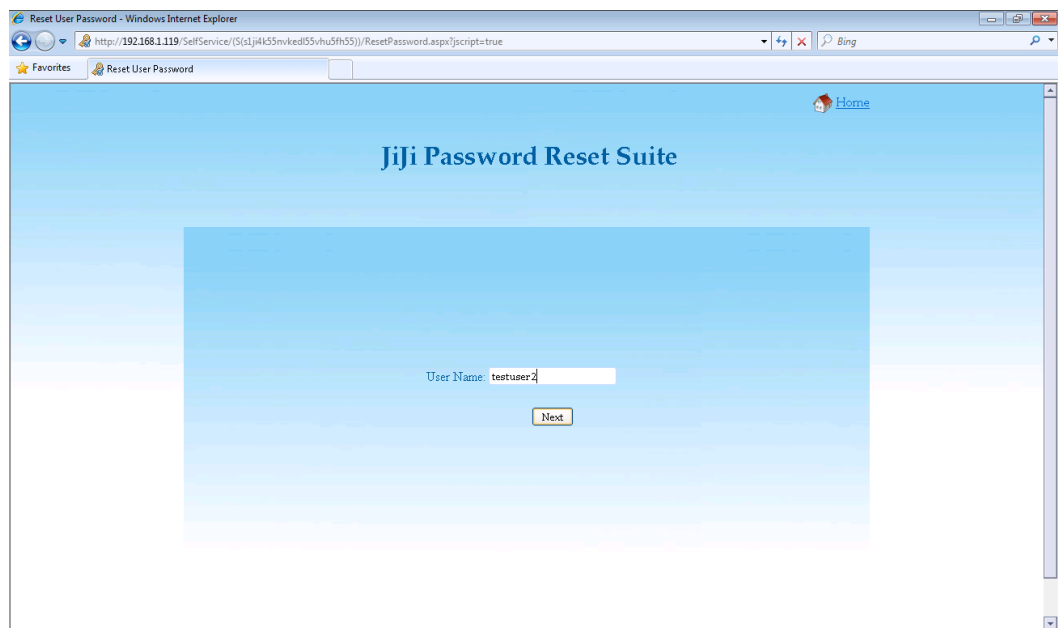 Reset User Password - Windows Internet Explorer
http://192.168.1.119/SelfService/(S(s1ji4k55nvkedl55vhu5fh55))/ResetPassword.aspx?jscript=true
Bing
Favorites
Reset User Password
Home
JiJi Password Reset Suite
User Name: testuser2
Next